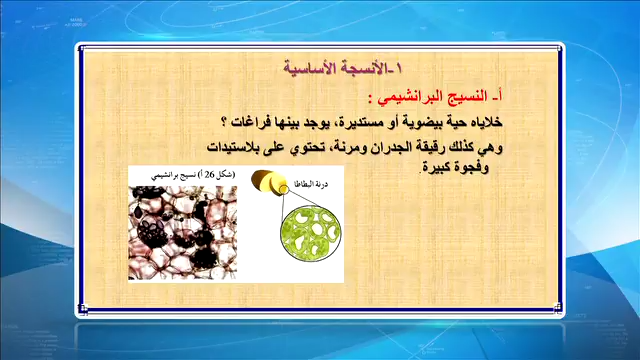 ١-الأنسجة الأساسية
أ- النسيج البرانشيمي :
خلاياه حية بيضوية أو مستديرة، يوجد بينها فراغات ؟
وهي كذلك رقيقة الجدران ومرنة، تحتوي على بلاستيدات
وفجوة كبيرة.
(شكل 26 أ) نسيج برانشيمي
درنة البطاطا